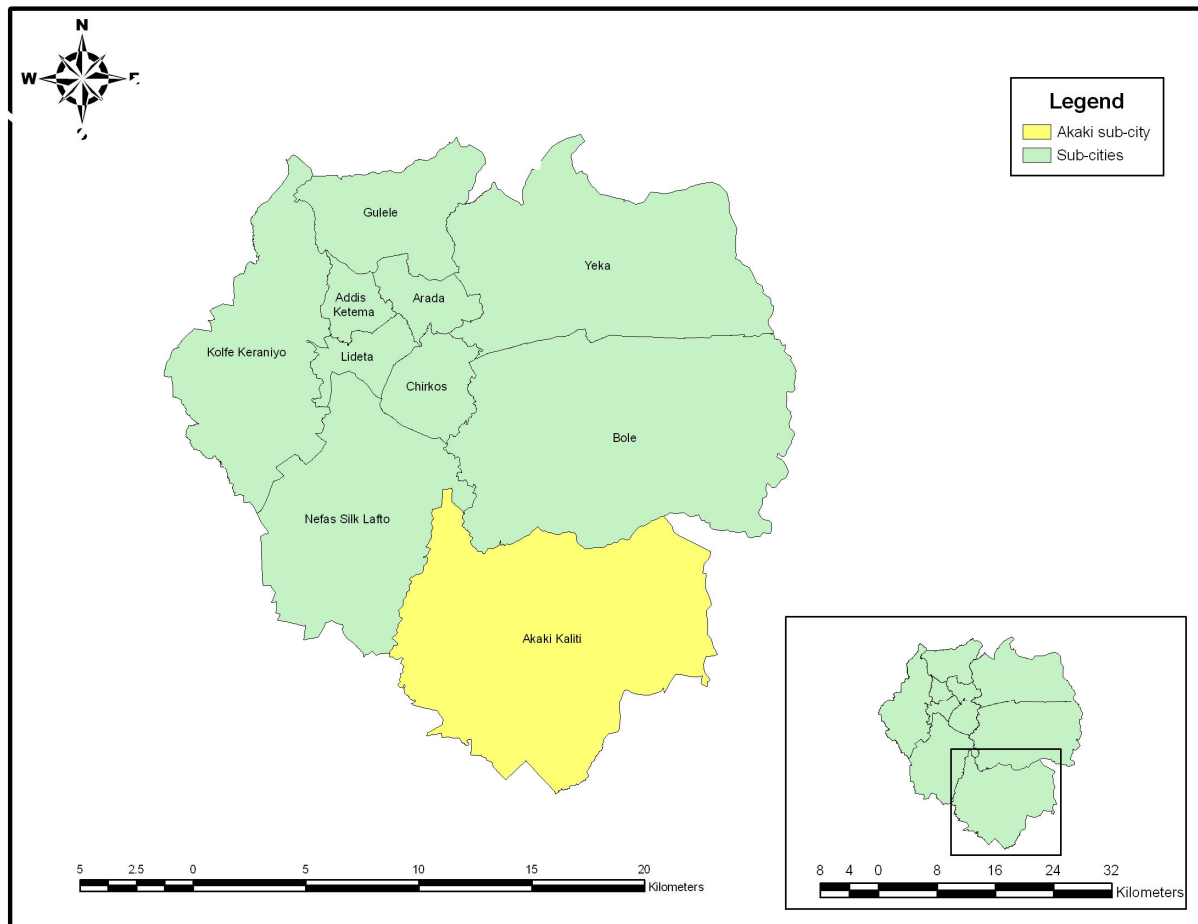 N
W E
S
Legend
Akaki sub-city
Sub-cities
Gulele
Yeka
Addis
Ketema
Arada
Kolfe Keraniyo
Lideta
Chirkos
Bole
Nefas Silk Lafto
Akaki Kaliti
5 2.5 0 5 10 15 20
Kilometers
8 4 0 8 16 24 32
Kilometers